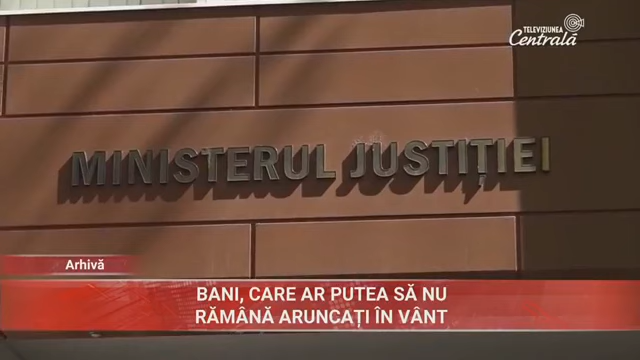 TELEVIZIUNEA
Centrală
MINISTERUL JUSTIȚIEI
Arhivă
BANI, CARE AR PUTEA SĂ NU
RĂMÂNĂ ARUNCAȚI ÎN VÂNT